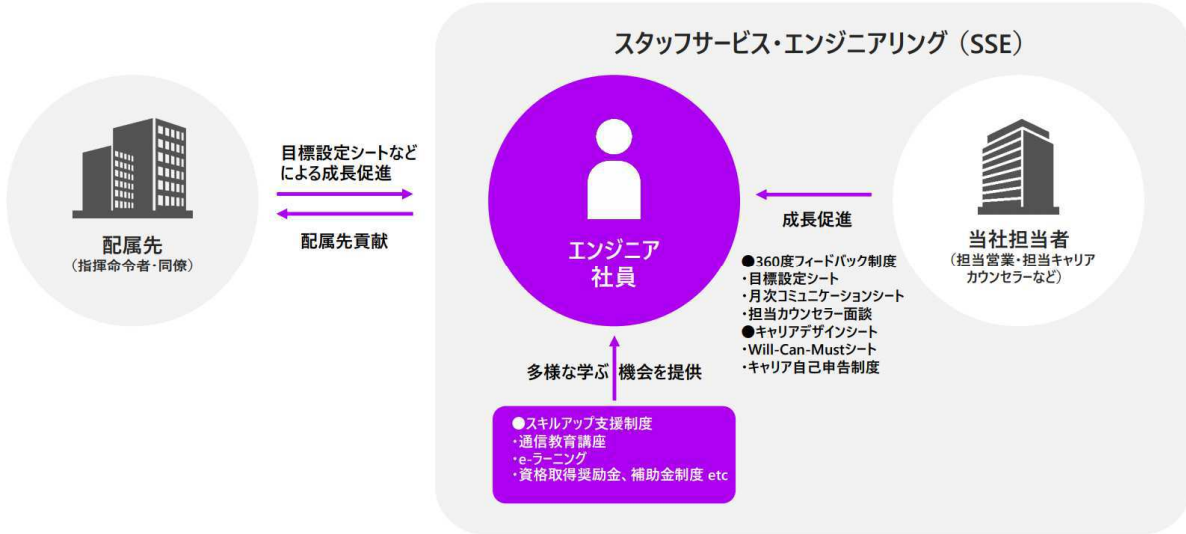 スタッフサービス・エンジニアリング（SSE）
目標設定シートなど
による成長促進
配属先貢献
配属先
（指揮命令者・同僚）
エンジニア
社員
成長促進
●360度フィードバック制度
・目標設定シート
・月次コミュニケーションシート
・担当カウンセラー面談
●キャリアデザインシート
・Will-Can-Mustシート
・キャリア自己申告制度
当社担当者
（担当営業・担当キャリア
カウンセラーなど）
多様な学ぶ 機会を提供
●スキルアップ支援制度
・通信教育講座
・e-ラーニング
・資格取得奨励金、補助金制度 etc